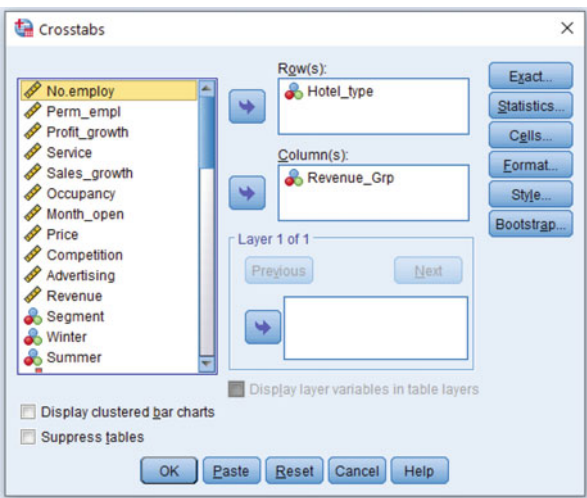 Crosstabs
No.employ
Perm_empl
Profit_growth
Service
Sales_growth
Occupancy
Month_open
Price
Competition
Advertising
Revenue
Segment
Winter
Summer
Row(s):
Hotel_type
Column(s):
Revenue_Grp
Layer 1 of 1
Previous
Next
Display layer variables in table layers
Exact...
Statistics...
Cells...
Format...
Style...
Bootstrap...
Display clustered bar charts
Suppress tables
OK
Paste
Reset
Cancel
Help